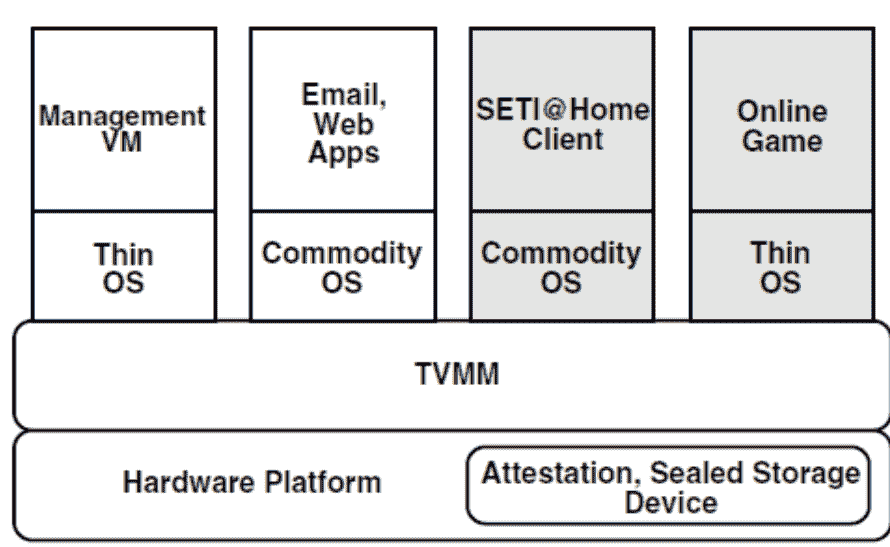 Management
VM
Email,
Web
Apps
SETI@Home
Client
Online
Game
Thin
OS
Commodity
OS
Commodity
OS
Thin
OS
TVMM
Hardware Platform
Attestation, Sealed Storage
Device